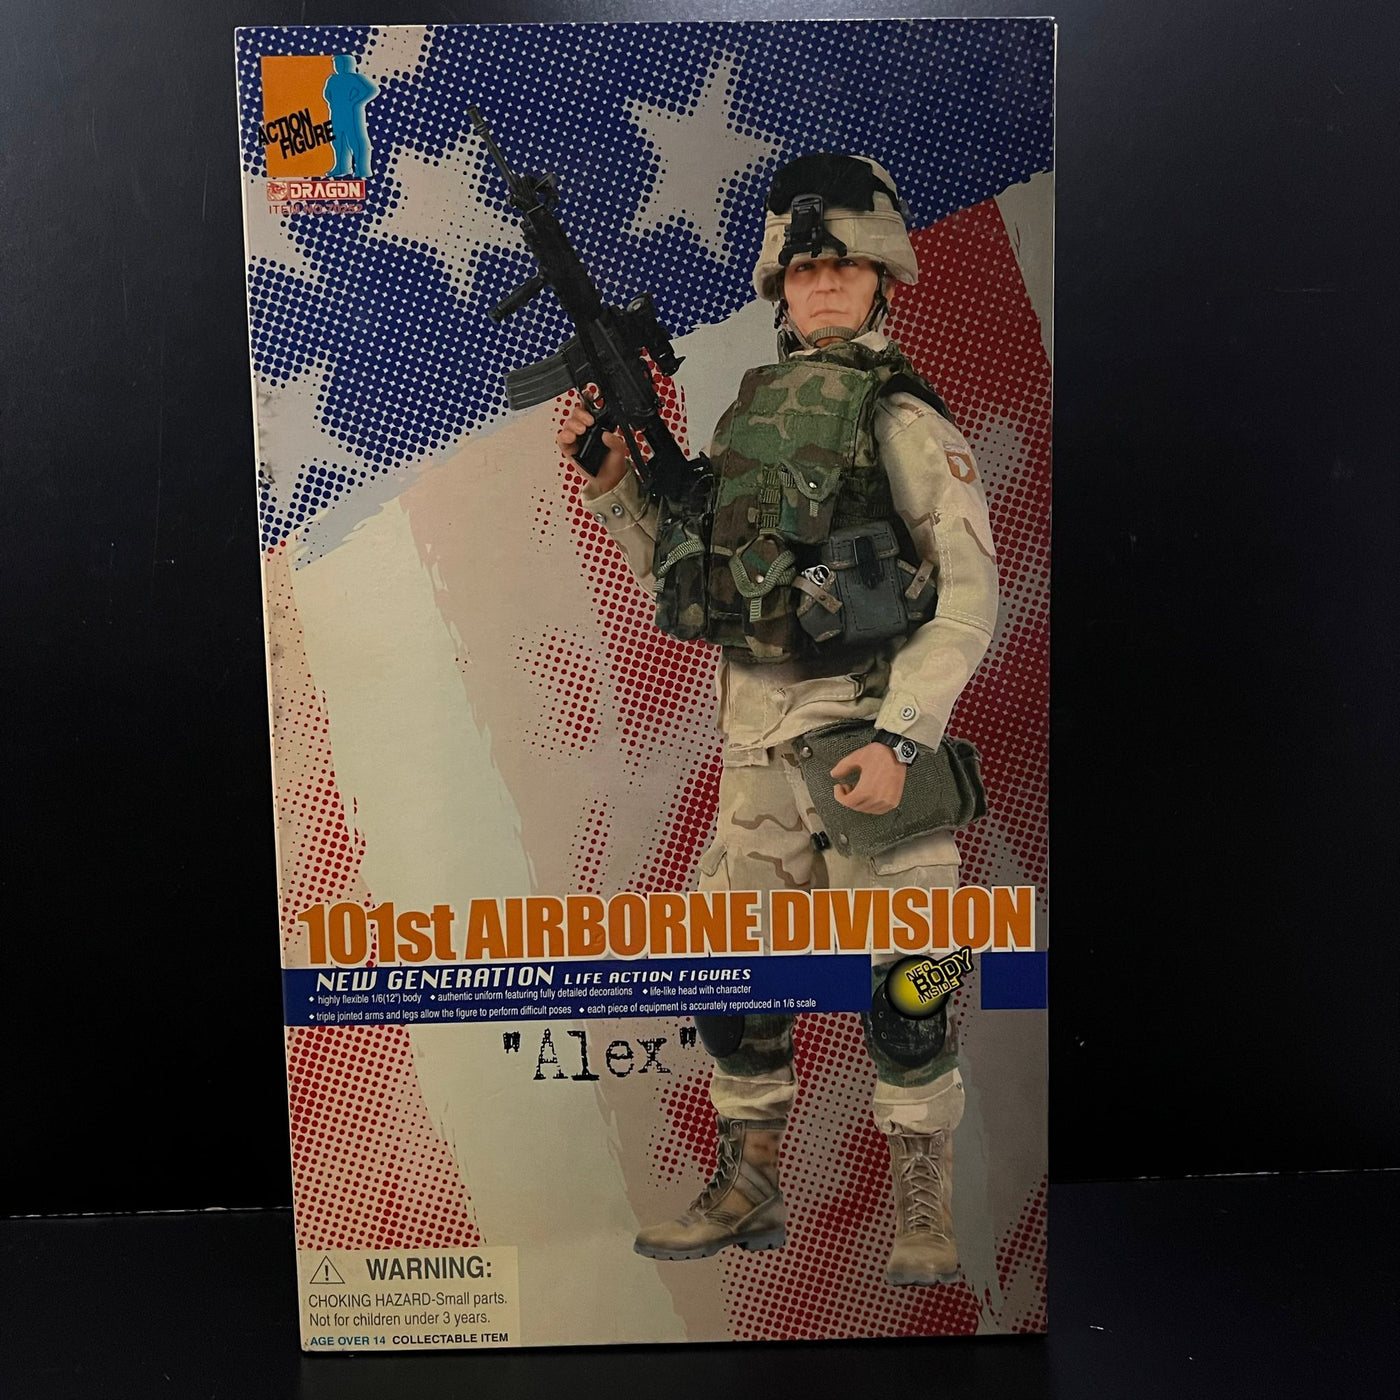 ACTION
FIGURE
DRAGON
ITEM NO. 70252
101st AIRBORNE DIVISION
NEW GENERATION LIFE ACTION FIGURES
◆ highly flexible 1/6(12") body ◆ authentic uniform featuring fully detailed decorations ◆ life-like head with character
◆ triple jointed arms and legs allow the figure to perform difficult poses ◆ each piece of equipment is accurately reproduced in 1/6 scale
NEO
BODY
INSIDE
"Alex"
WARNING:
CHOKING HAZARD-Small parts.
Not for children under 3 years.
AGE OVER 14 COLLECTABLE ITEM